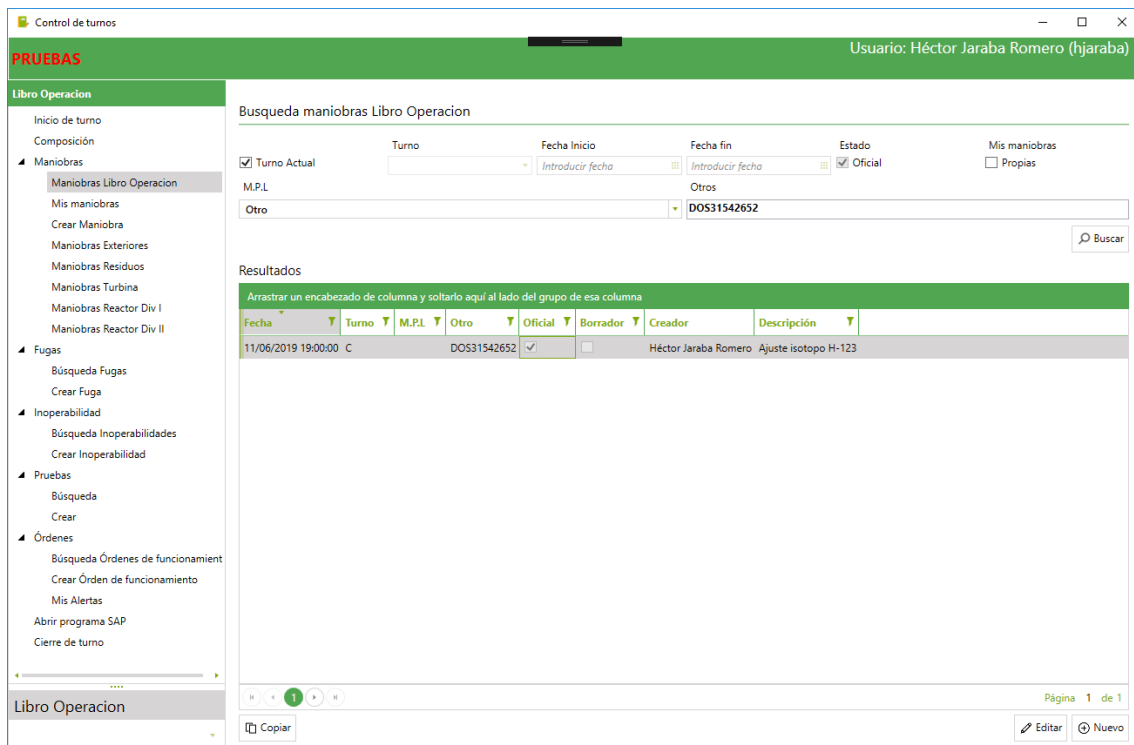 Control de turnos
PRUEBAS
Usuario: Héctor Jaraba Romero (hjaraba)
Libro Operacion
Inicio de turno
Composición
Maniobras
Maniobras Libro Operacion
Mis maniobras
Crear Maniobra
Maniobras Exteriores
Maniobras Residuos
Maniobras Turbina
Maniobras Reactor Div I
Maniobras Reactor Div II
Fugas
Búsqueda Fugas
Crear Fuga
Inoperabilidad
Búsqueda Inoperabilidades
Crear Inoperabilidad
Pruebas
Búsqueda
Crear
Órdenes
Búsqueda Órdenes de funcionamient
Crear Órden de funcionamiento
Mis Alertas
Abrir programa SAP
Cierre de turno
Libro Operacion
Busqueda maniobras Libro Operacion
Turno Fecha Inicio Fecha fin Estado Mis maniobras
Turno Actual Introducir fecha Introducir fecha Oficial Propias
M.P.L Otros
Otro DOS31542652
Buscar
Resultados
Arrastrar un encabezado de columna y soltarlo aquí al lado del grupo de esa columna
Fecha Turno M.P.L Otro Oficial Borrador Creador Descripción
11/06/2019 19:00:00 C DOS31542652 Héctor Jaraba Romero Ajuste isotopo H-123
1 Página 1 de 1
Copiar Editar Nuevo